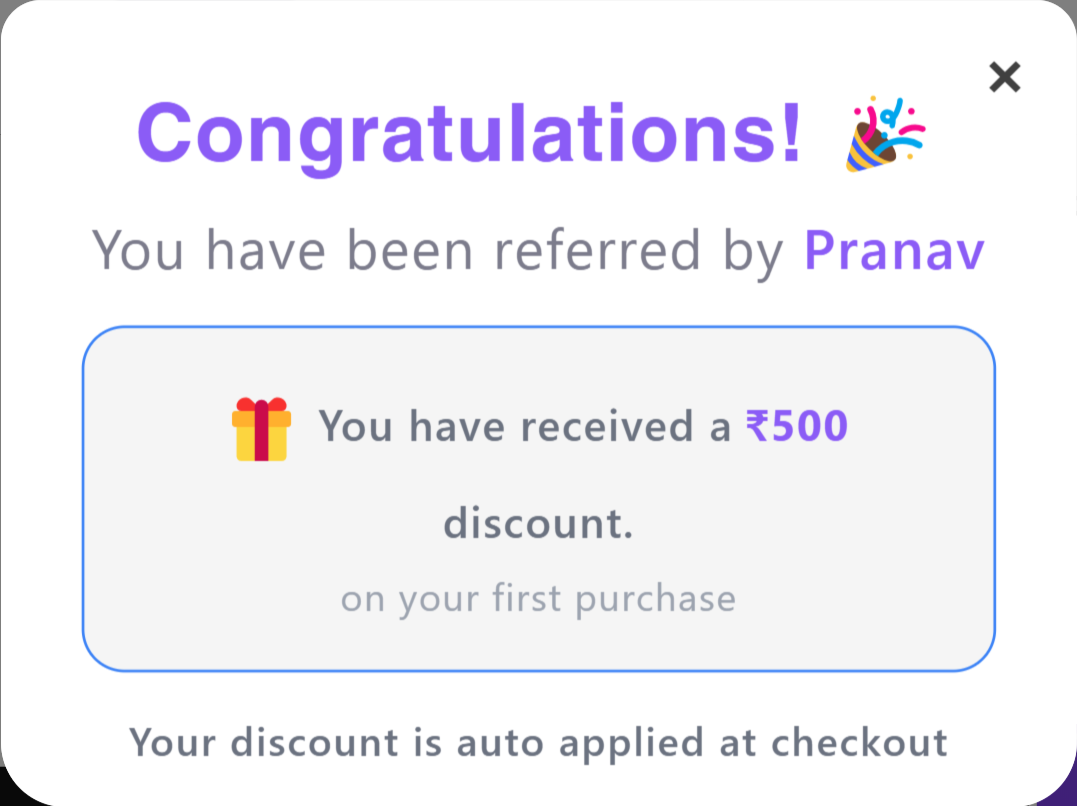 Congratulations! 🎉
You have been referred by Pranav
🎁 You have received a ₹500
discount.
on your first purchase
Your discount is auto applied at checkout